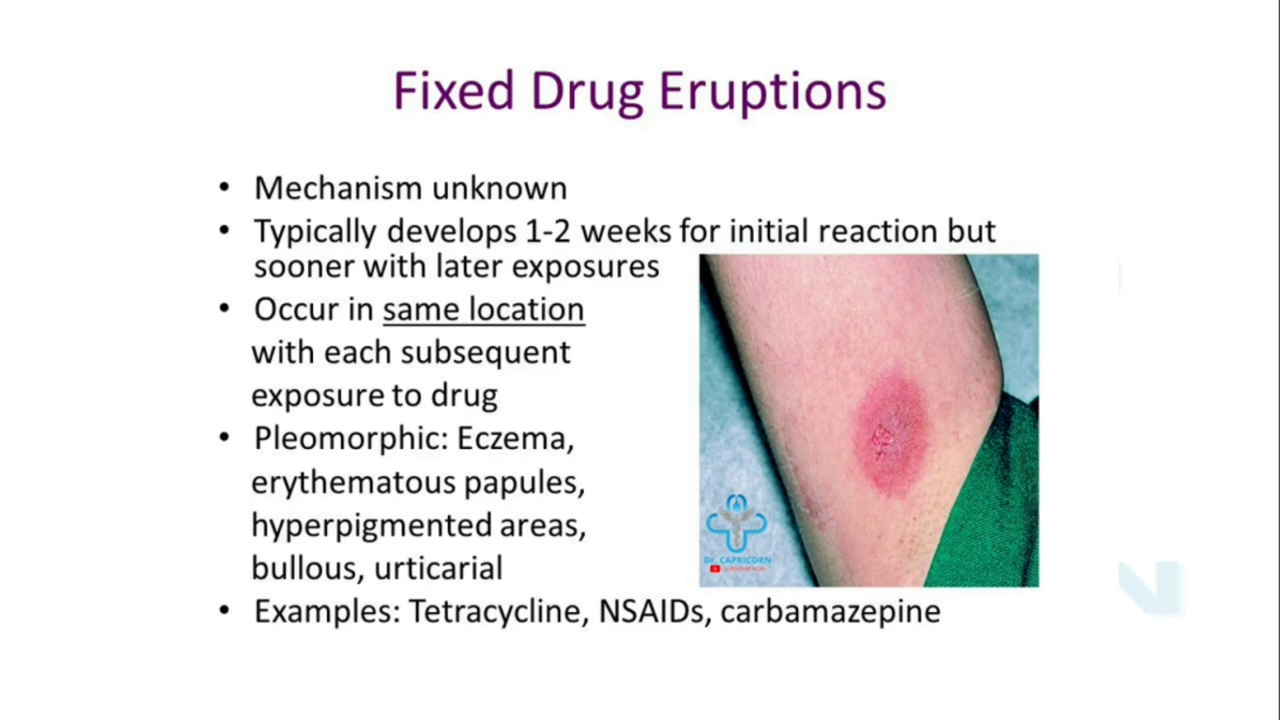 Fixed Drug Eruptions
• Mechanism unknown
• Typically develops 1-2 weeks for initial reaction but
sooner with later exposures
• Occur in same location
with each subsequent
exposure to drug
• Pleomorphic: Eczema,
erythematous papules,
hyperpigmented areas,
bullous, urticarial
Dr. CAPRICORN
• Examples: Tetracycline, NSAIDs, carbamazepine